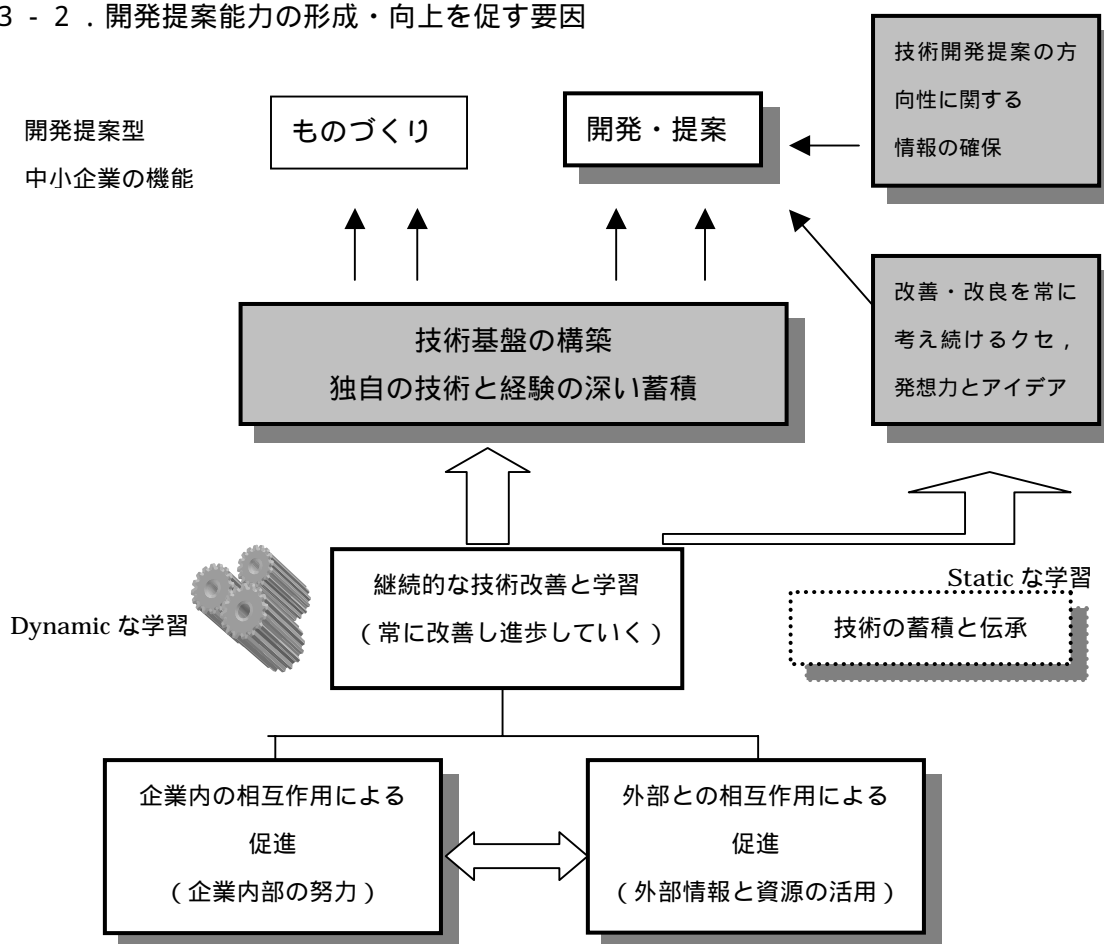 3-2．開発提案能力の形成・向上を促す要因
開発提案型
中小企業の機能
ものづくり
開発・提案
技術開発提案の方
向性に関する
情報の確保
改善・改良を常に
考え続けるクセ，
発想力とアイデア
技術基盤の構築
独自の技術と経験の深い蓄積
Dynamic な学習
継続的な技術改善と学習
（常に改善し進歩していく）
Static な学習
技術の蓄積と伝承
企業内の相互作用による
促進
（企業内部の努力）
外部との相互作用による
促進
（外部情報と資源の活用）